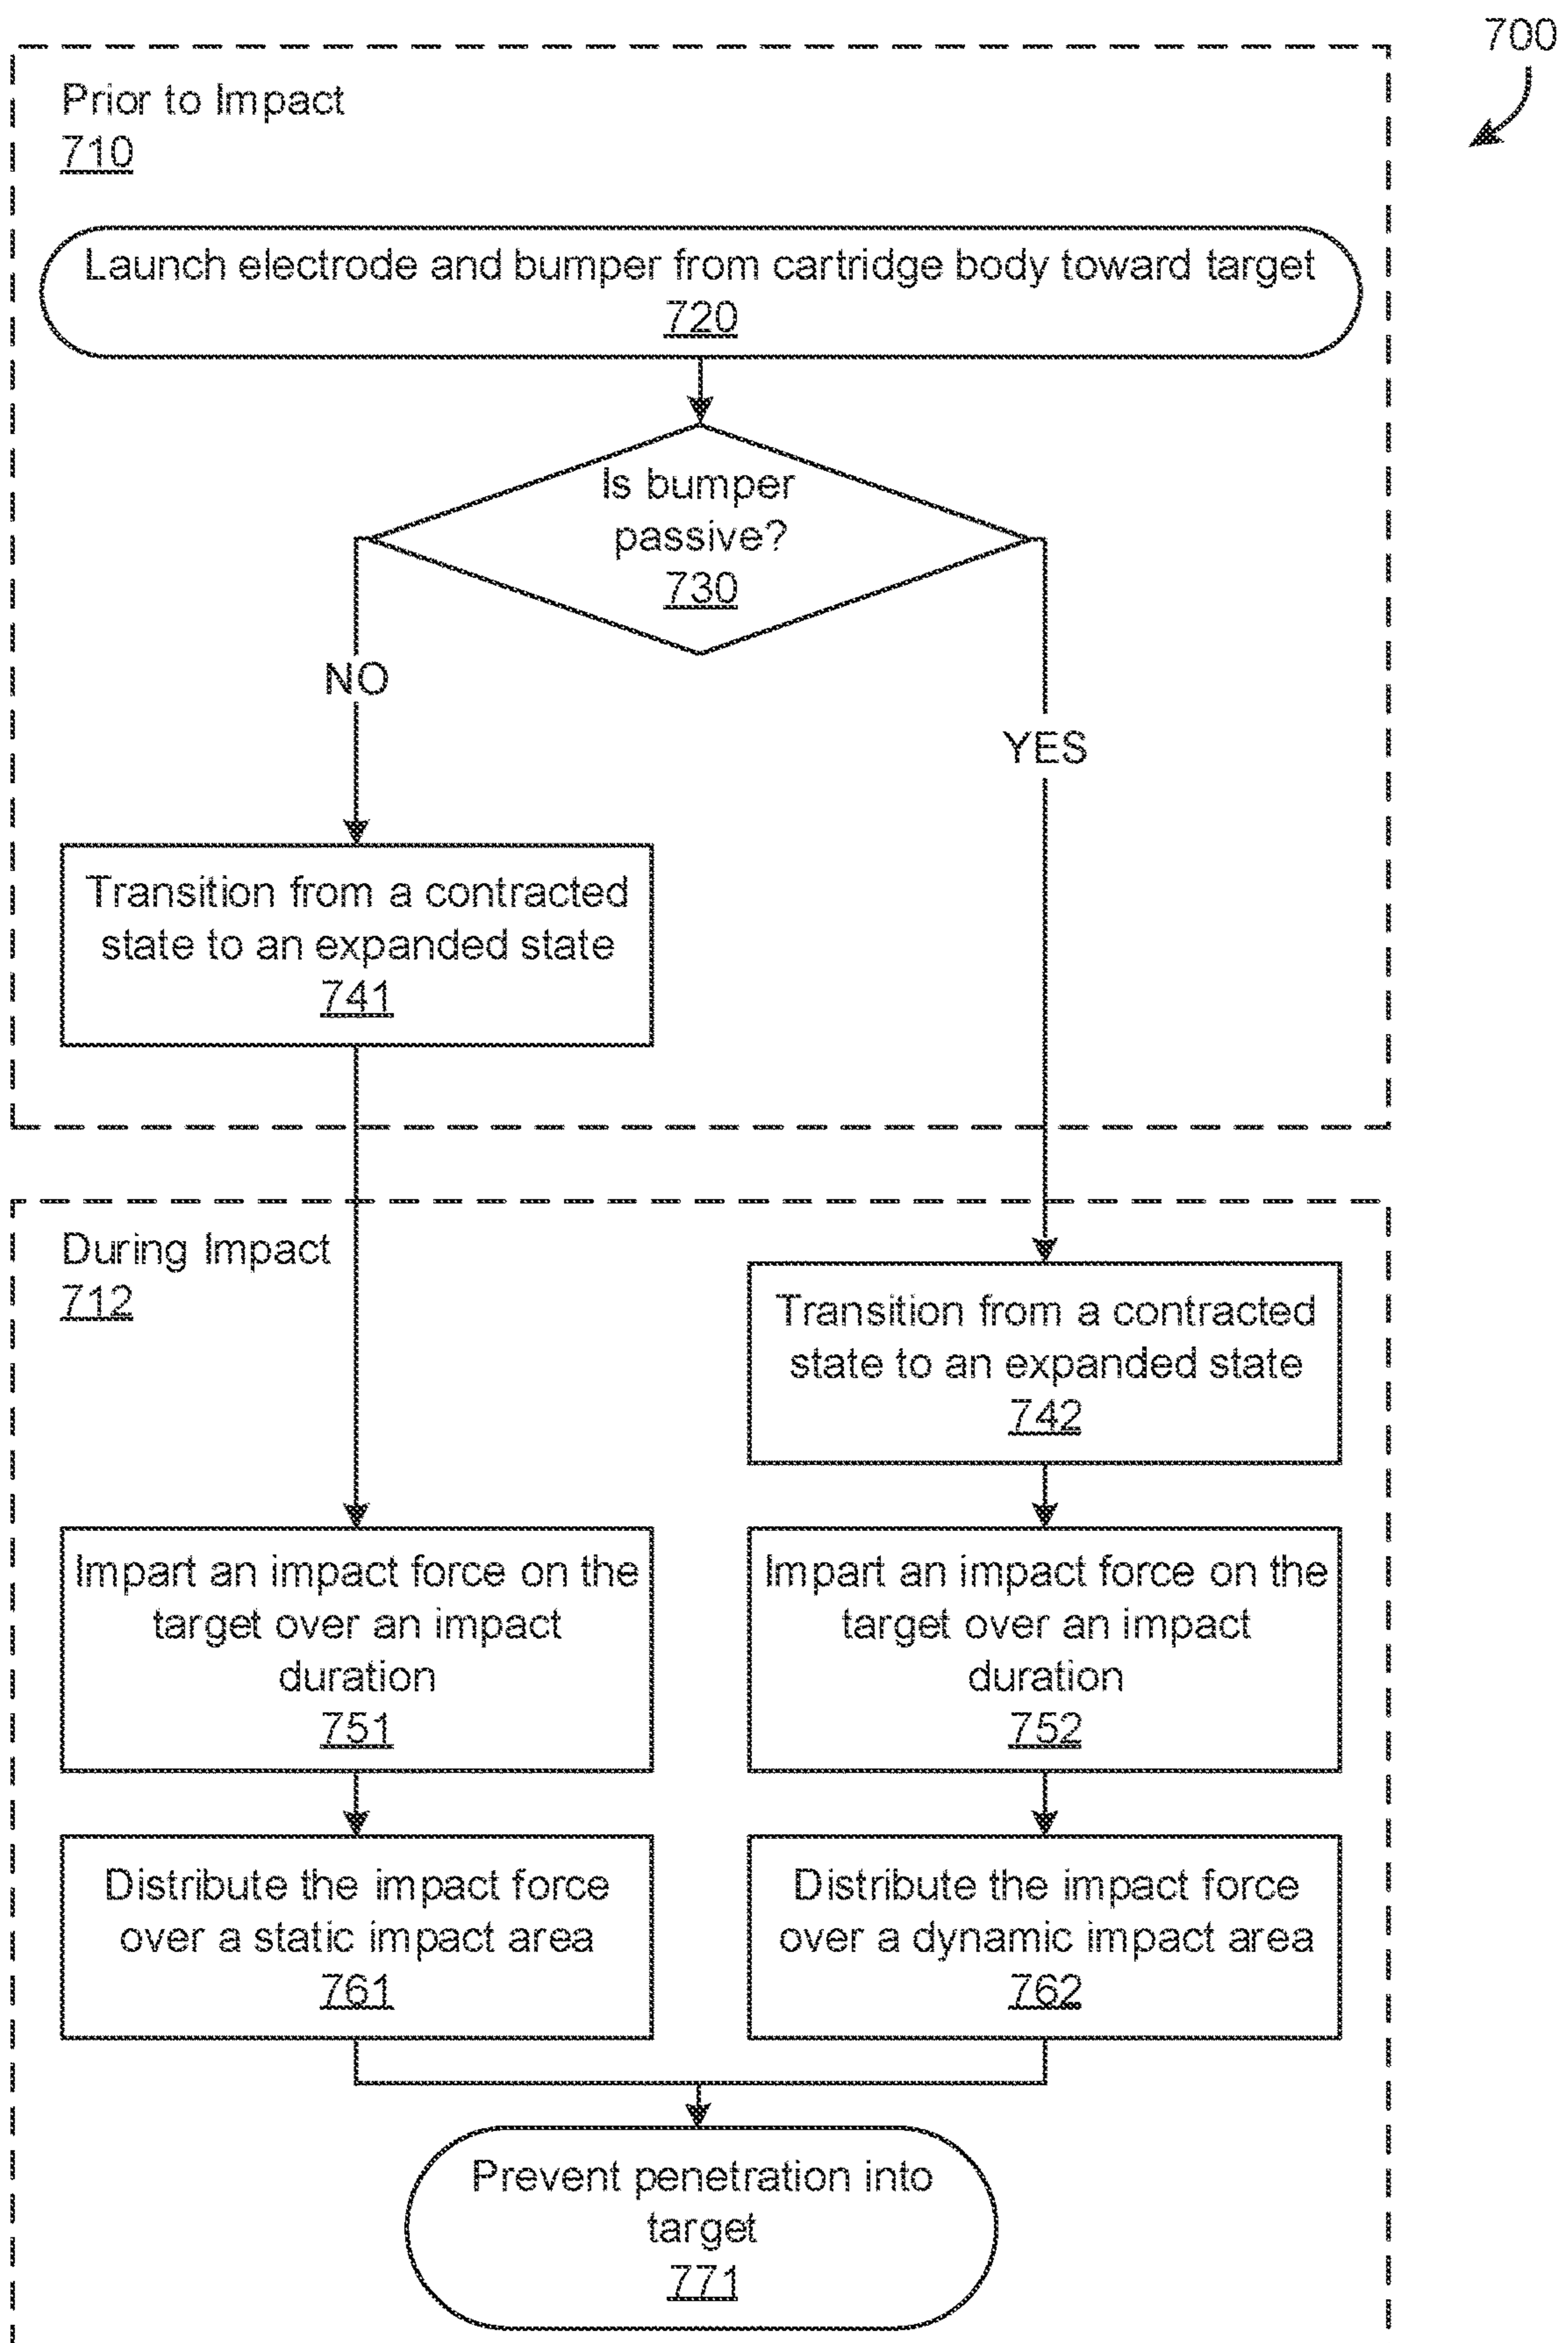 700
Prior to Impact
710
Launch electrode and bumper from cartridge body toward target
720
Is bumper
passive?
730
NO
YES
Transition from a contracted
state to an expanded state
741
During Impact
712
Transition from a contracted
state to an expanded state
742
Impart an impact force on the
target over an impact
duration
751
Impart an impact force on the
target over an impact
duration
752
Distribute the impact force
over a static impact area
761
Distribute the impact force
over a dynamic impact area
762
Prevent penetration into
target
771